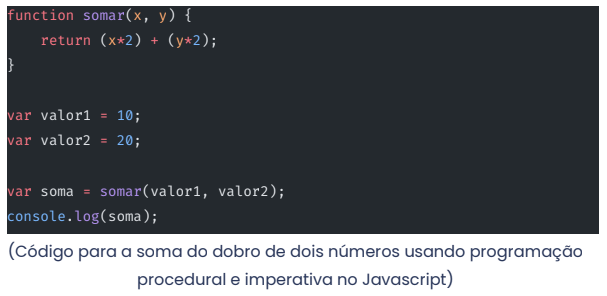 function somar(x, y) {
    return (x*2) + (y*2);
}
var valor1 = 10;
var valor2 = 20;
var soma = somar(valor1, valor2);
console.log(soma);
(Código para a soma do dobro de dois números usando programação
procedural e imperativa no Javascript)